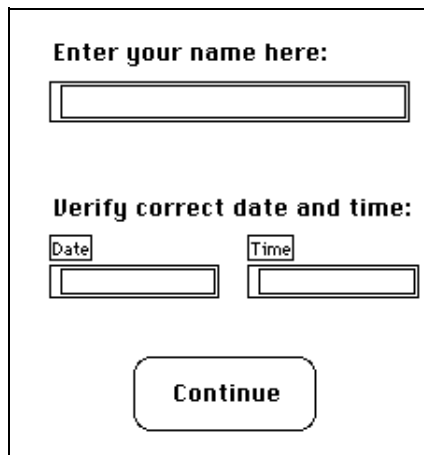 Enter your name here:
Verify correct date and time:
Date Time
Continue